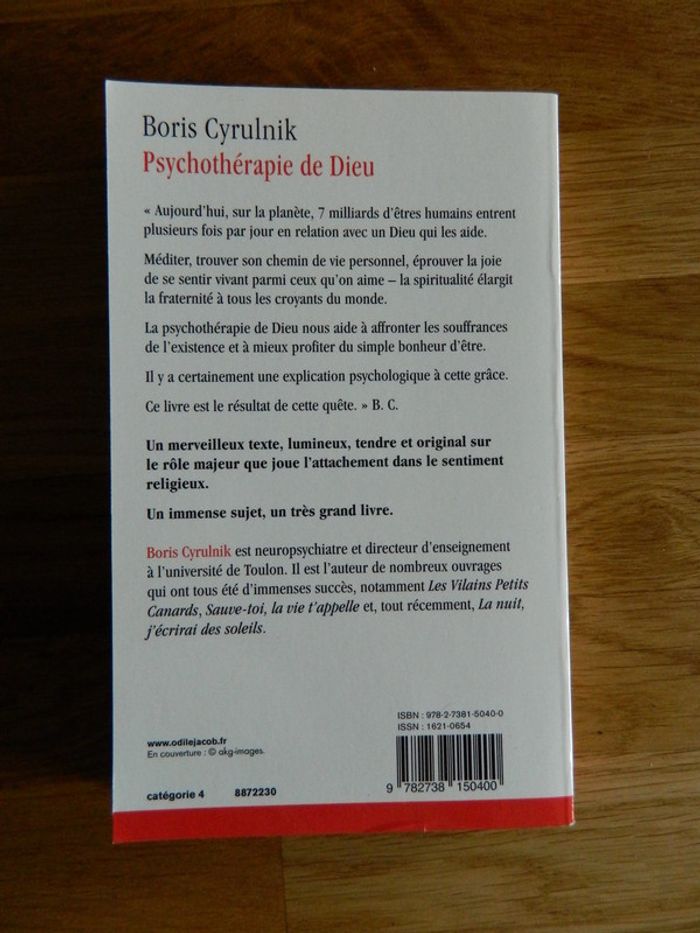 Boris Cyrulnik
Psychothérapie de Dieu
« Aujourd'hui, sur la planète, 7 milliards d'êtres humains entrent
plusieurs fois par jour en relation avec un Dieu qui les aide.
Méditer, trouver son chemin de vie personnel, éprouver la joie
de se sentir vivant parmi ceux qu'on aime – la spiritualité élargit
la fraternité à tous les croyants du monde.
La psychothérapie de Dieu nous aide à affronter les souffrances
de l'existence et à mieux profiter du simple bonheur d'être.
Il y a certainement une explication psychologique à cette grâce.
Ce livre est le résultat de cette quête. » B. C.
Un merveilleux texte, lumineux, tendre et original sur
le rôle majeur que joue l'attachement dans le sentiment
religieux.
Un immense sujet, un très grand livre.
Boris Cyrulnik est neuropsychiatre et directeur d'enseignement
à l'université de Toulon. Il est l'auteur de nombreux ouvrages
qui ont tous été d'immenses succès, notamment Les Vilains Petits
Canards, Sauve-toi, la vie t'appelle et, tout récemment, La nuit,
j'écrirai des soleils.
ISBN : 978-2-7381-5040-0
ISSN : 1621-0654
www.odilejacob.fr
En couverture : © akg-images.
catégorie 4 8872230
9 782738 150400